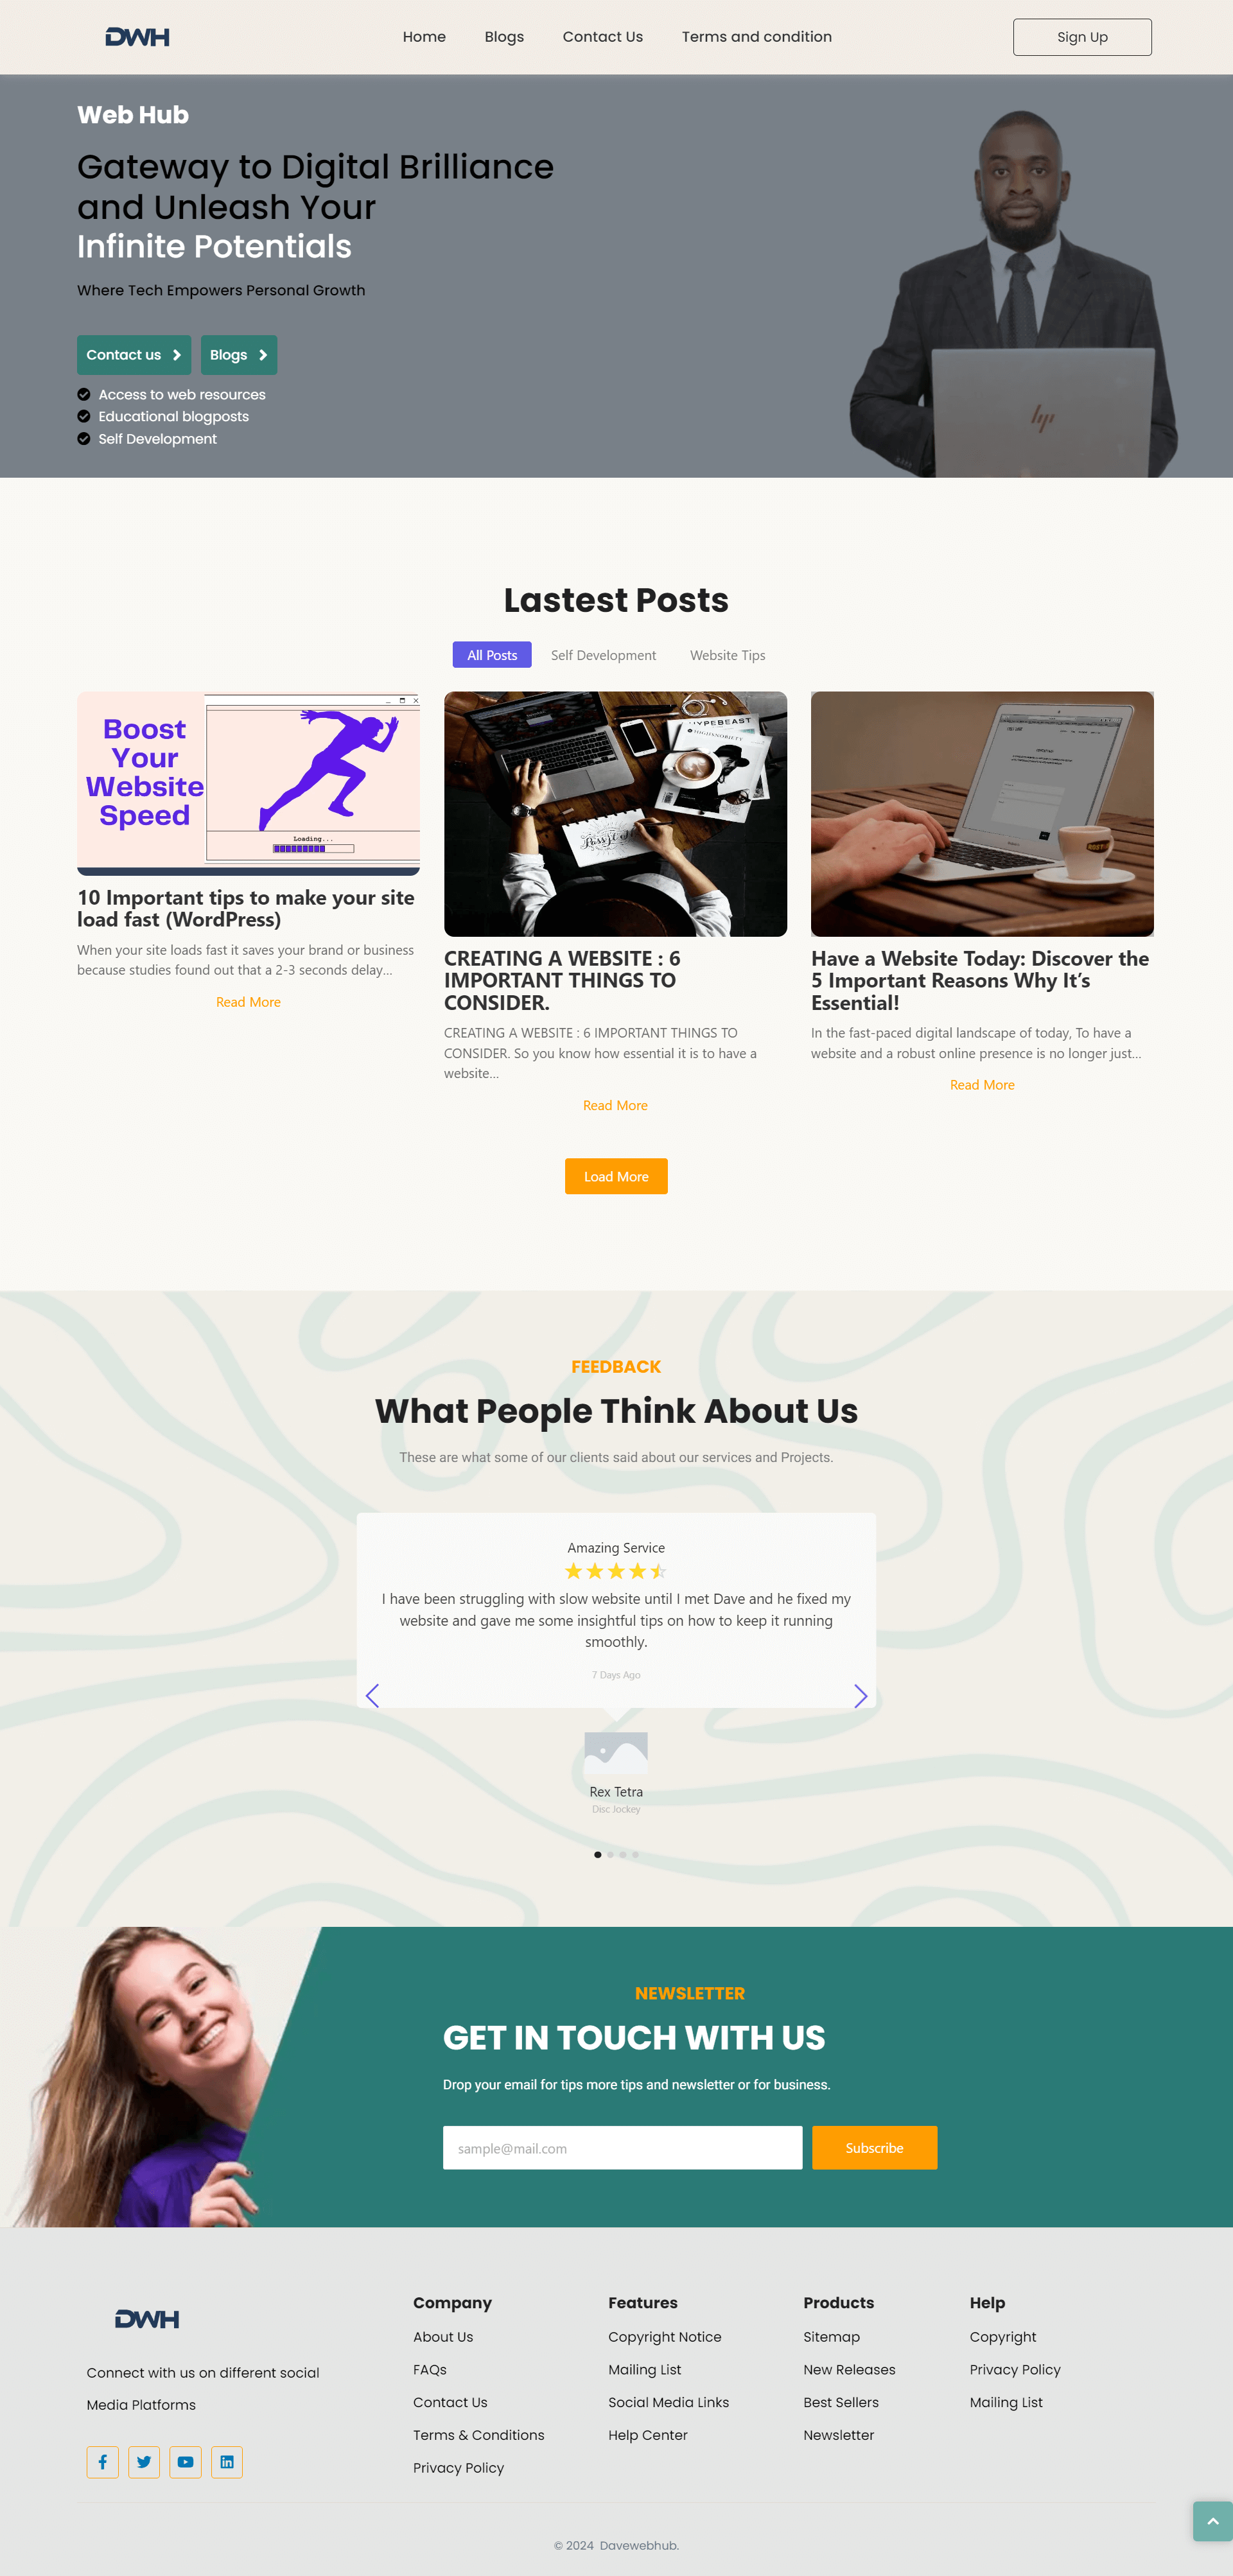 DWH
Home
Blogs
Contact Us
Terms and condition
Sign Up
Web Hub
Gateway to Digital Brilliance
and Unleash Your
Infinite Potentials
Where Tech Empowers Personal Growth
Contact us
Blogs
Access to web resources
Educational blogposts
Self Development
hp
Lastest Posts
All Posts
Self Development
Website Tips
Boost
Your
Website
Speed
Loading...
10 Important tips to make your site
load fast (WordPress)
When your site loads fast it saves your brand or business
because studies found out that a 2-3 seconds delay...
Read More
HYPEBEAST
HIGHSNOBIETY
CREATING A WEBSITE : 6
IMPORTANT THINGS TO
CONSIDER.
CREATING A WEBSITE : 6 IMPORTANT THINGS TO
CONSIDER. So you know how essential it is to have a
website...
Read More
Have a Website Today: Discover the
5 Important Reasons Why It's
Essential!
In the fast-paced digital landscape of today, To have a
website and a robust online presence is no longer just...
Read More
Load More
FEEDBACK
What People Think About Us
These are what some of our clients said about our services and Projects.
Amazing Service
I have been struggling with slow website until I met Dave and he fixed my
website and gave me some insightful tips on how to keep it running
smoothly.
7 Days Ago
Rex Tetra
Disc Jockey
NEWSLETTER
GET IN TOUCH WITH US
Drop your email for tips more tips and newsletter or for business.
sample@mail.com
Subscribe
DWH
Connect with us on different social
Media Platforms
Company
About Us
FAQs
Contact Us
Terms & Conditions
Privacy Policy
Features
Copyright Notice
Mailing List
Social Media Links
Help Center
Products
Sitemap
New Releases
Best Sellers
Newsletter
Help
Copyright
Privacy Policy
Mailing List
© 2024 Davewebhub.